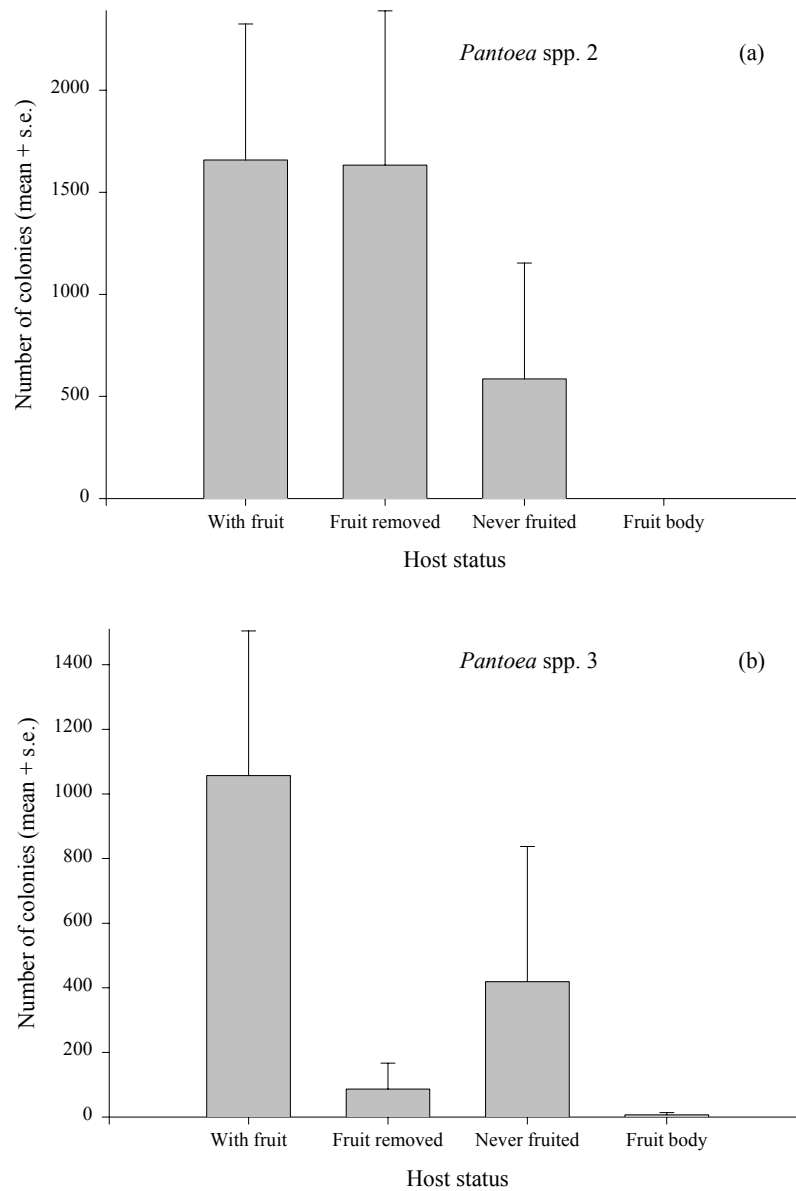 Pantoea spp. 2
(a)
Number of colonies (mean + s.e.)
2000
1500
1000
500
0
With fruit
Fruit removed
Never fruited
Fruit body
Host status
Pantoea spp. 3
(b)
Number of colonies (mean + s.e.)
1400
1200
1000
800
600
400
200
0
With fruit
Fruit removed
Never fruited
Fruit body
Host status